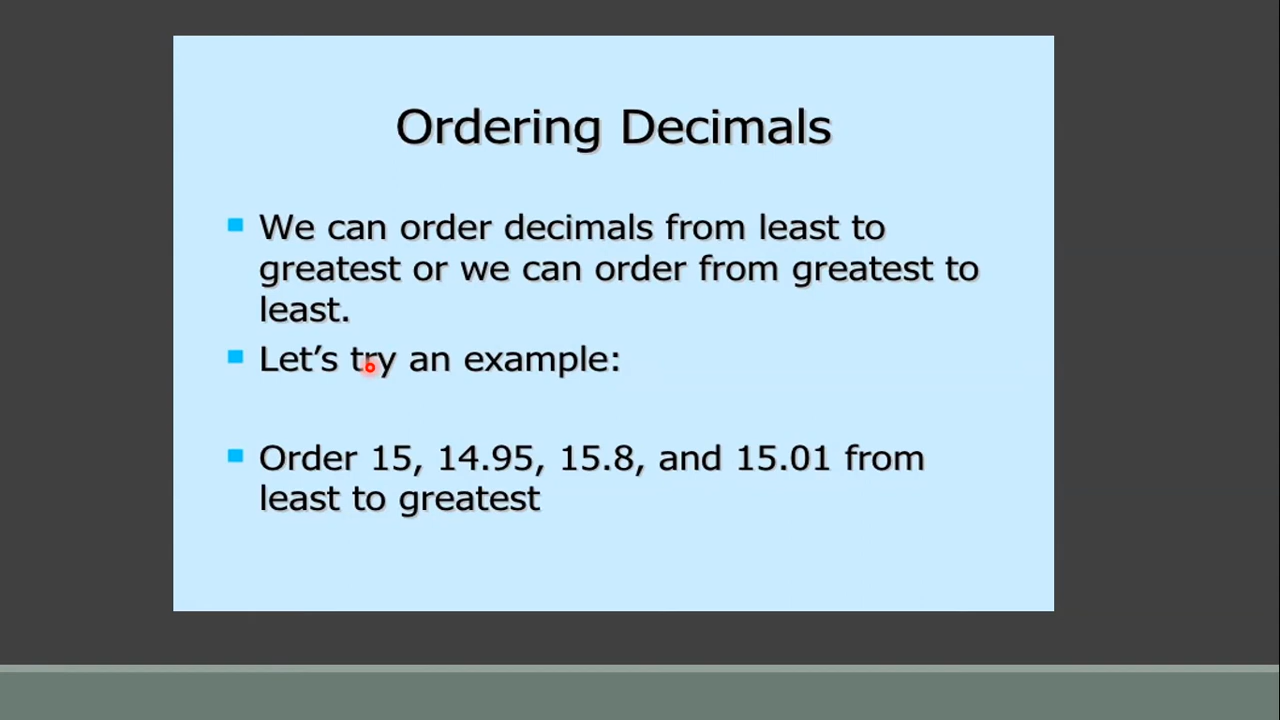 Ordering Decimals
We can order decimals from least to
greatest or we can order from greatest to
least.
Let’s try an example:
Order 15, 14.95, 15.8, and 15.01 from
least to greatest